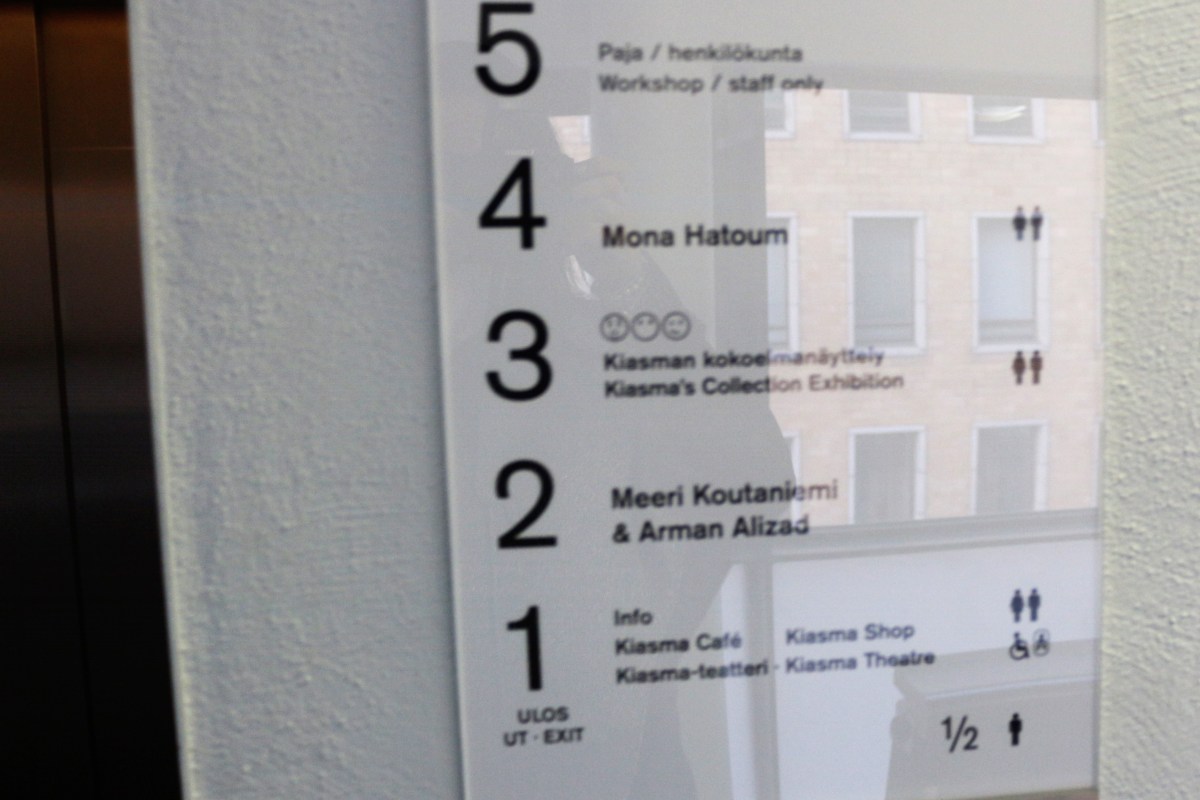 5
Paja / henkilökunta
Workshop / staff only
4
Mona Hatoum
3
Kiasman kokoelmanäyttely
Kiasma's Collection Exhibition
2
Meeri Koutaniemi
& Arman Alizad
1
Info
Kiasma Café Kiasma Shop
Kiasma-teatteri · Kiasma Theatre
ULOS
UT · EXIT
1/2